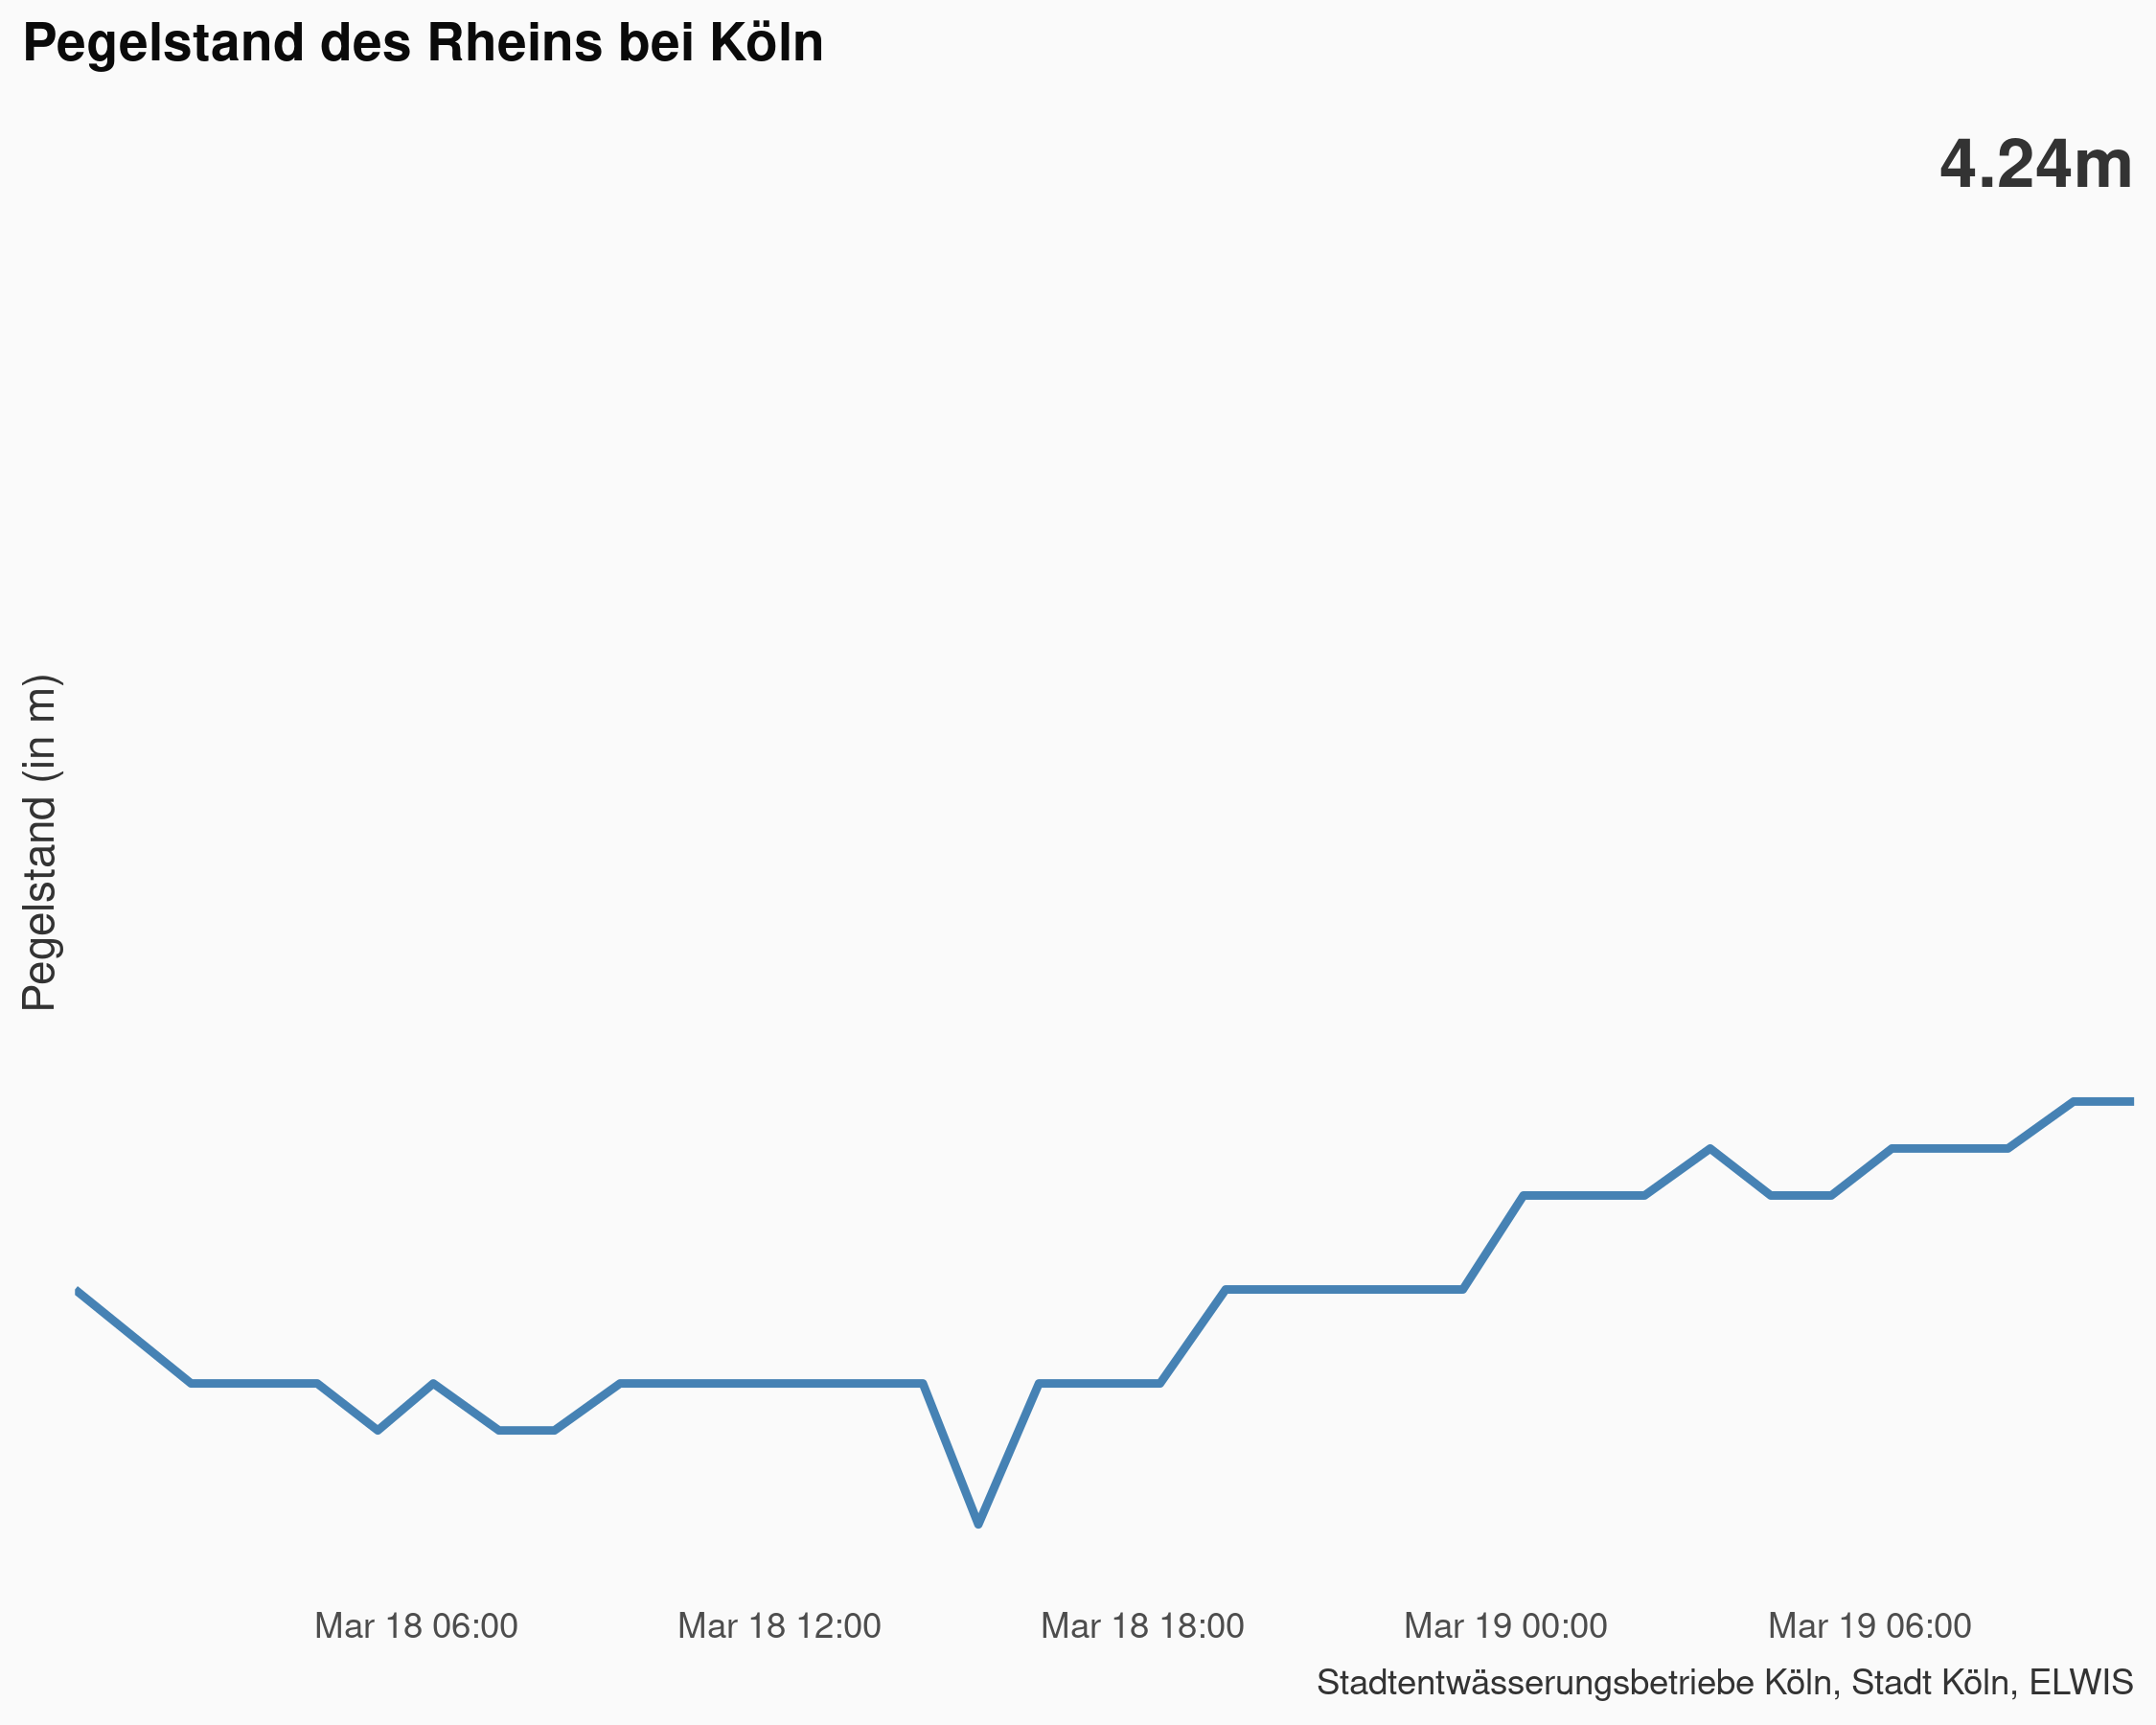 Pegelstand des Rheins bei Köln
4.24m
Pegelstand (in m)
Mar 18 06:00
Mar 18 12:00
Mar 18 18:00
Mar 19 00:00
Mar 19 06:00
Stadtentwässerungsbetriebe Köln, Stadt Köln, ELWIS